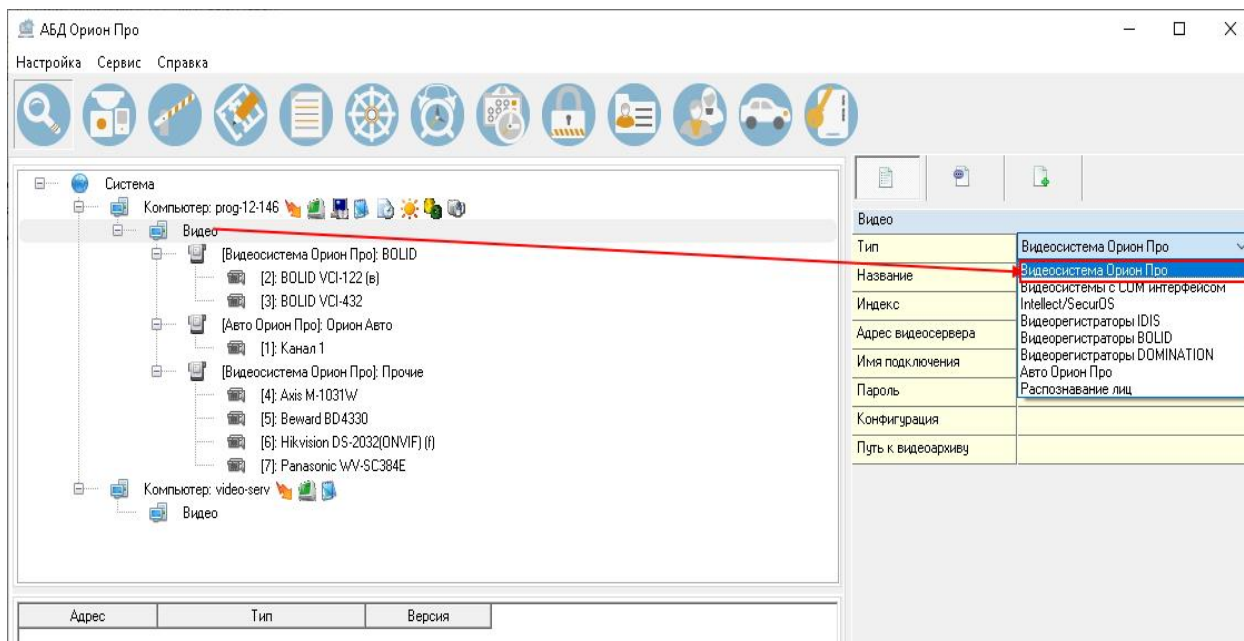 АБД Орион Про
Настройка Сервис Справка
Система
Компьютер: prog-12-146
Видео
[Видеосистема Орион Про]: BOLID
[2]: BOLID VCI-122 (в)
[3]: BOLID VCI-432
[Авто Орион Про]: Орион Авто
[1]: Канал 1
[Видеосистема Орион Про]: Прочие
[4]: Axis M-1031W
[5]: Beward BD4330
[6]: Hikvision DS-2032(ONVIF) (f)
[7]: Panasonic WV-SC384E
Компьютер: video-serv
Видео
Адрес Тип Версия
Видео
Тип Видеосистема Орион Про
Название
Индекс
Адрес видеосервера
Имя подключения
Пароль
Конфигурация
Путь к видеоархиву
Видеосистема Орион Про
Видеосистемы с COM интерфейсом
Intellect/SecurOS
Видеорегистраторы IDIS
Видеорегистраторы BOLID
Видеорегистраторы DOMINATION
Авто Орион Про
Распознавание лиц